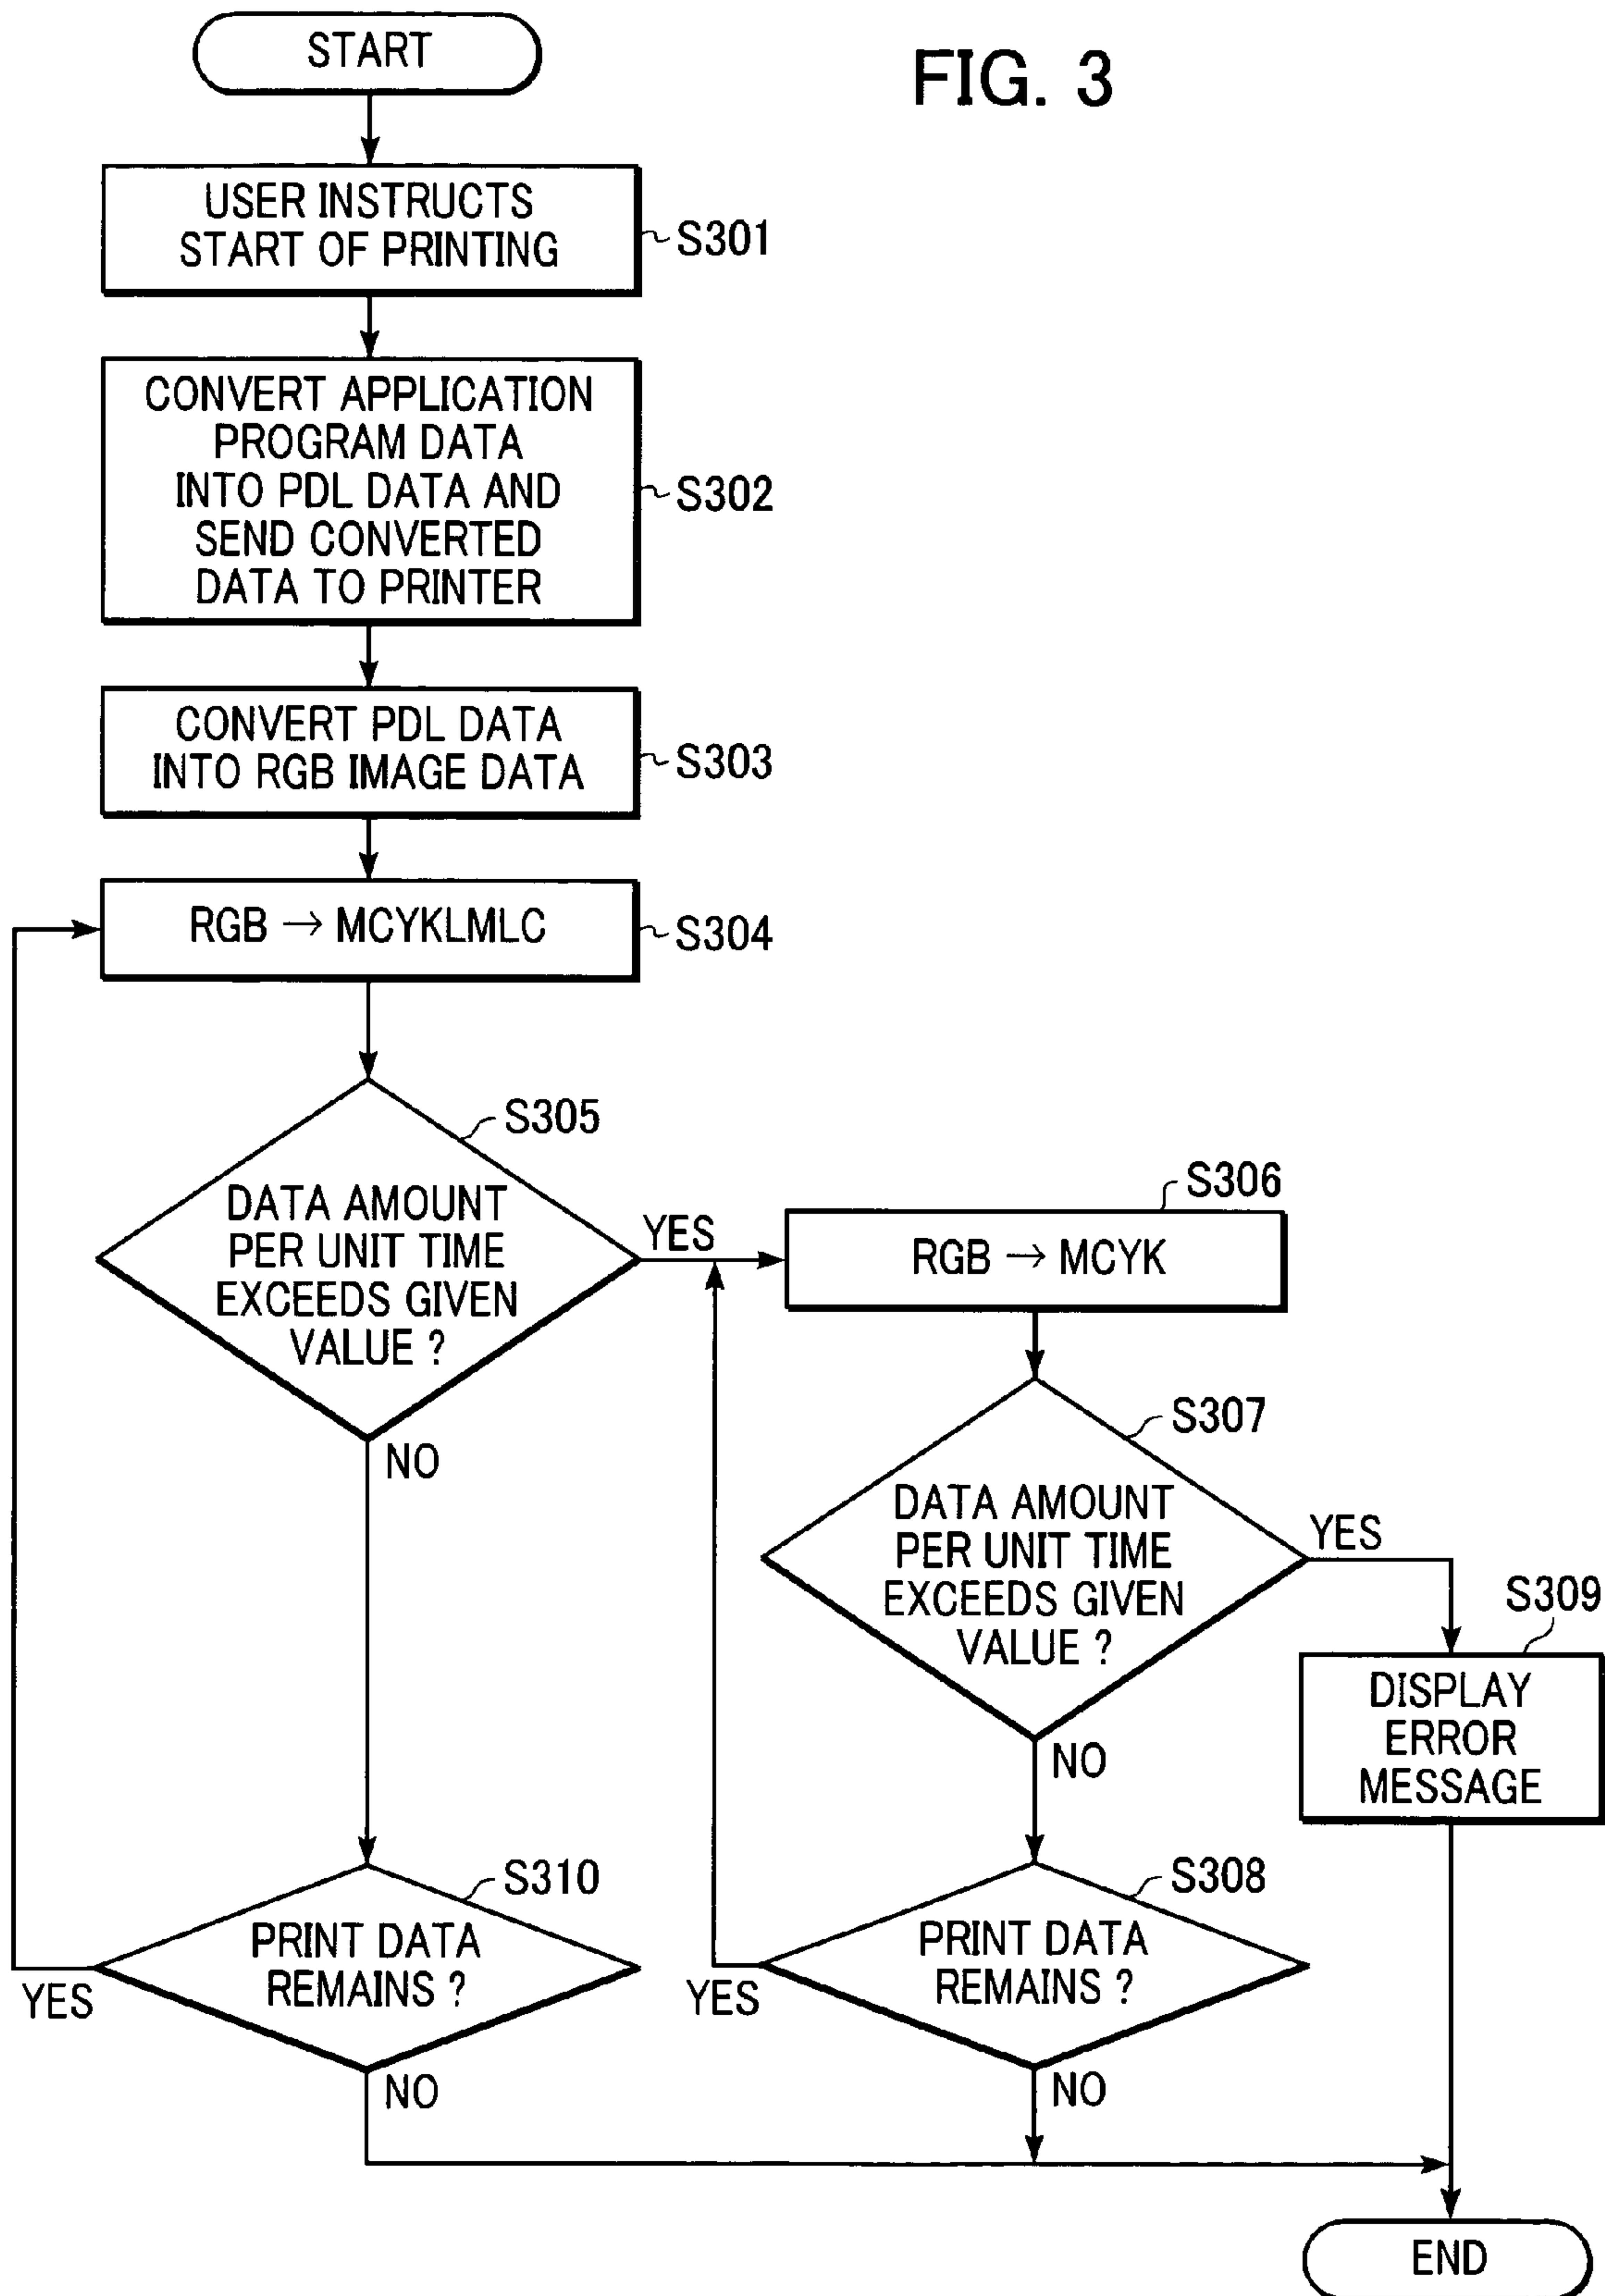 START
FIG. 3
USER INSTRUCTS
START OF PRINTING
S301
CONVERT APPLICATION
PROGRAM DATA
INTO PDL DATA AND
SEND CONVERTED
DATA TO PRINTER
S302
CONVERT PDL DATA
INTO RGB IMAGE DATA
S303
RGB → MCYKLMLC
S304
S305
DATA AMOUNT
PER UNIT TIME
EXCEEDS GIVEN
VALUE ?
YES
NO
S306
RGB → MCYK
S307
DATA AMOUNT
PER UNIT TIME
EXCEEDS GIVEN
VALUE ?
YES
NO
S309
DISPLAY
ERROR
MESSAGE
S310
PRINT DATA
REMAINS ?
YES
NO
S308
PRINT DATA
REMAINS ?
YES
NO
END